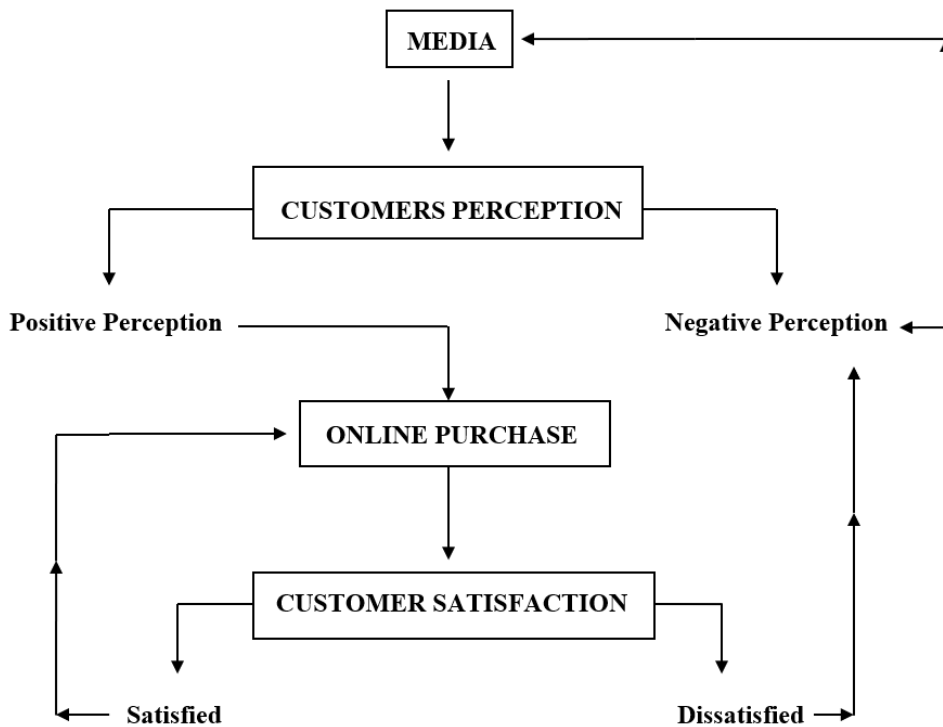 MEDIA
CUSTOMERS PERCEPTION
Positive Perception
Negative Perception
ONLINE PURCHASE
CUSTOMER SATISFACTION
Satisfied
Dissatisfied